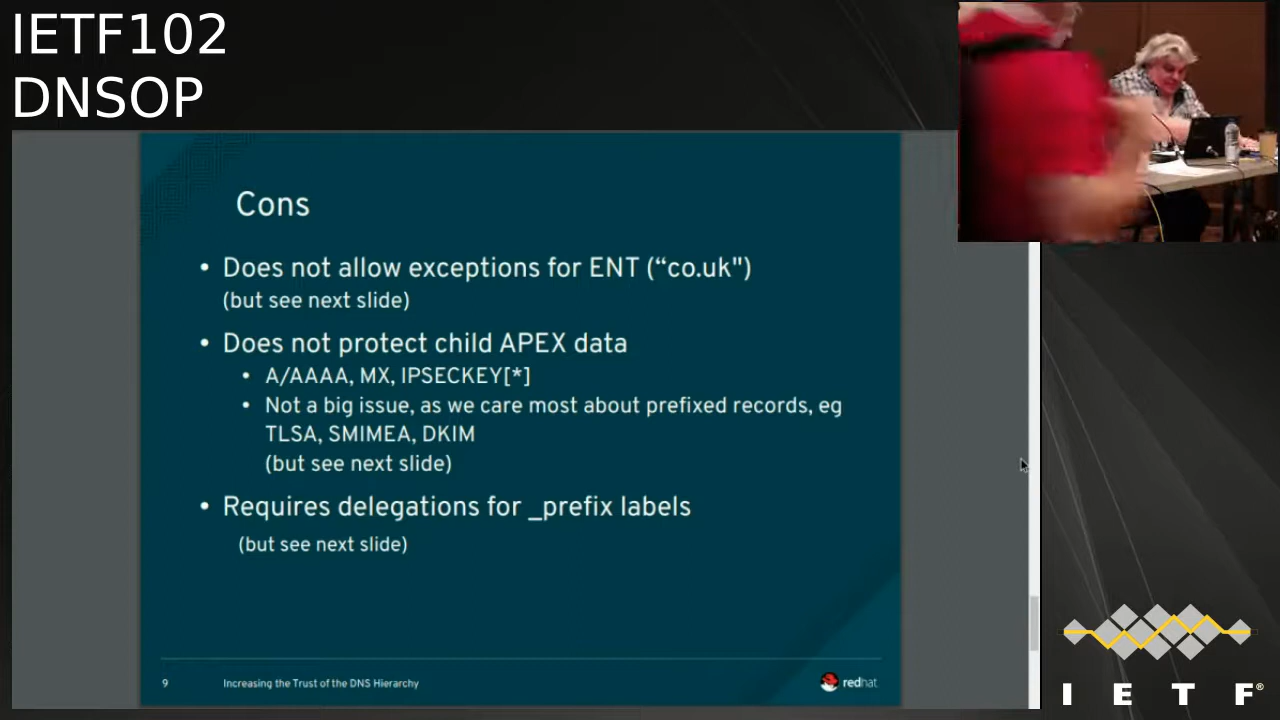 IETF102
DNSOP
Cons
• Does not allow exceptions for ENT (“co.uk")
(but see next slide)
• Does not protect child APEX data
• A/AAAA, MX, IPSECKEY[*]
• Not a big issue, as we care most about prefixed records, eg
TLSA, SMIMEA, DKIM
(but see next slide)
• Requires delegations for _prefix labels
(but see next slide)
9 Increasing the Trust of the DNS Hierarchy redhat.
I E T F®